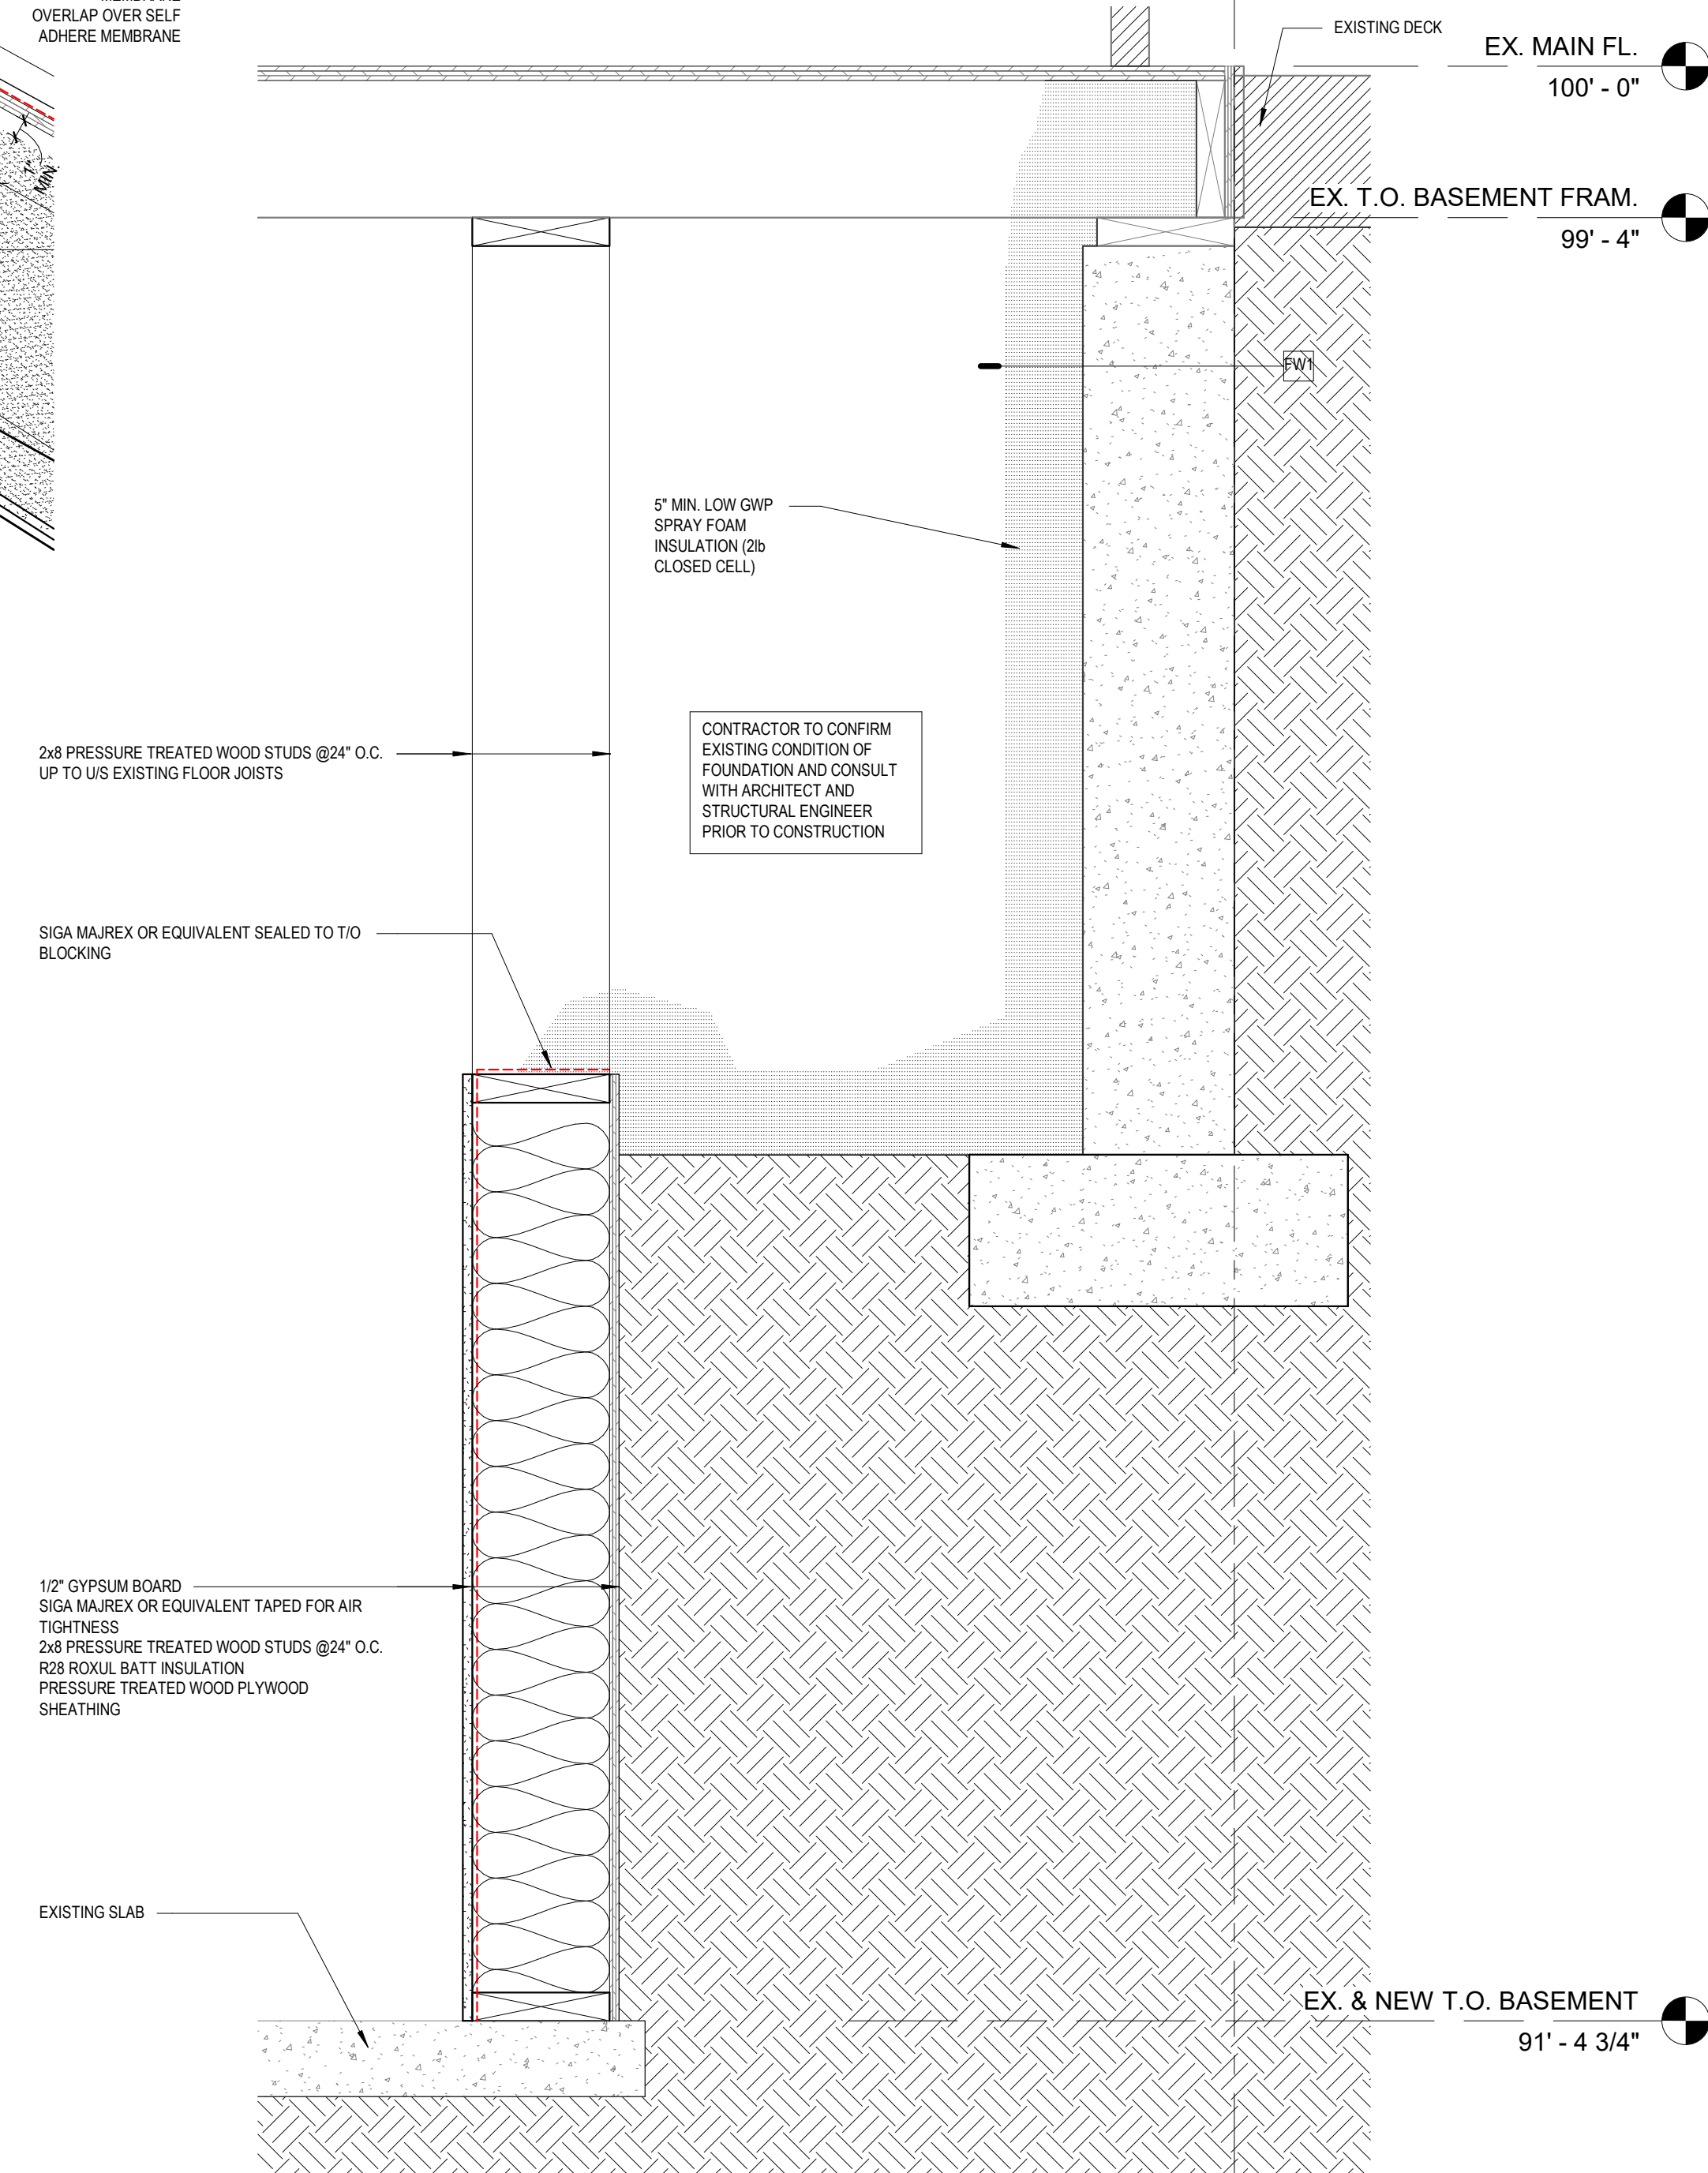 MEMBRANE
OVERLAP OVER SELF
ADHERE MEMBRANE
1"
MIN.
EXISTING DECK
EX. MAIN FL.
100' - 0"
EX. T.O. BASEMENT FRAM.
99' - 4"
FW1
5" MIN. LOW GWP
SPRAY FOAM
INSULATION (2lb
CLOSED CELL)
CONTRACTOR TO CONFIRM
EXISTING CONDITION OF
FOUNDATION AND CONSULT
WITH ARCHITECT AND
STRUCTURAL ENGINEER
PRIOR TO CONSTRUCTION
2x8 PRESSURE TREATED WOOD STUDS @24" O.C.
UP TO U/S EXISTING FLOOR JOISTS
SIGA MAJREX OR EQUIVALENT SEALED TO T/O
BLOCKING
1/2" GYPSUM BOARD
SIGA MAJREX OR EQUIVALENT TAPED FOR AIR
TIGHTNESS
2x8 PRESSURE TREATED WOOD STUDS @24" O.C.
R28 ROXUL BATT INSULATION
PRESSURE TREATED WOOD PLYWOOD
SHEATHING
EXISTING SLAB
EX. & NEW T.O. BASEMENT
91' - 4 3/4"